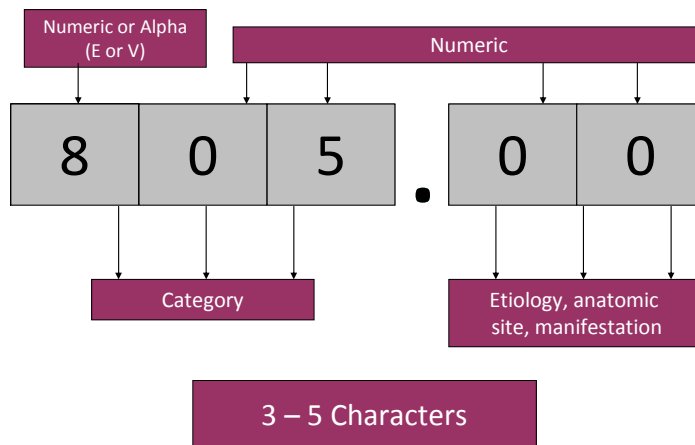 Numeric or Alpha
(E or V)
Numeric
8 0 5 . 0 0
Category
Etiology, anatomic
site, manifestation
3 – 5 Characters